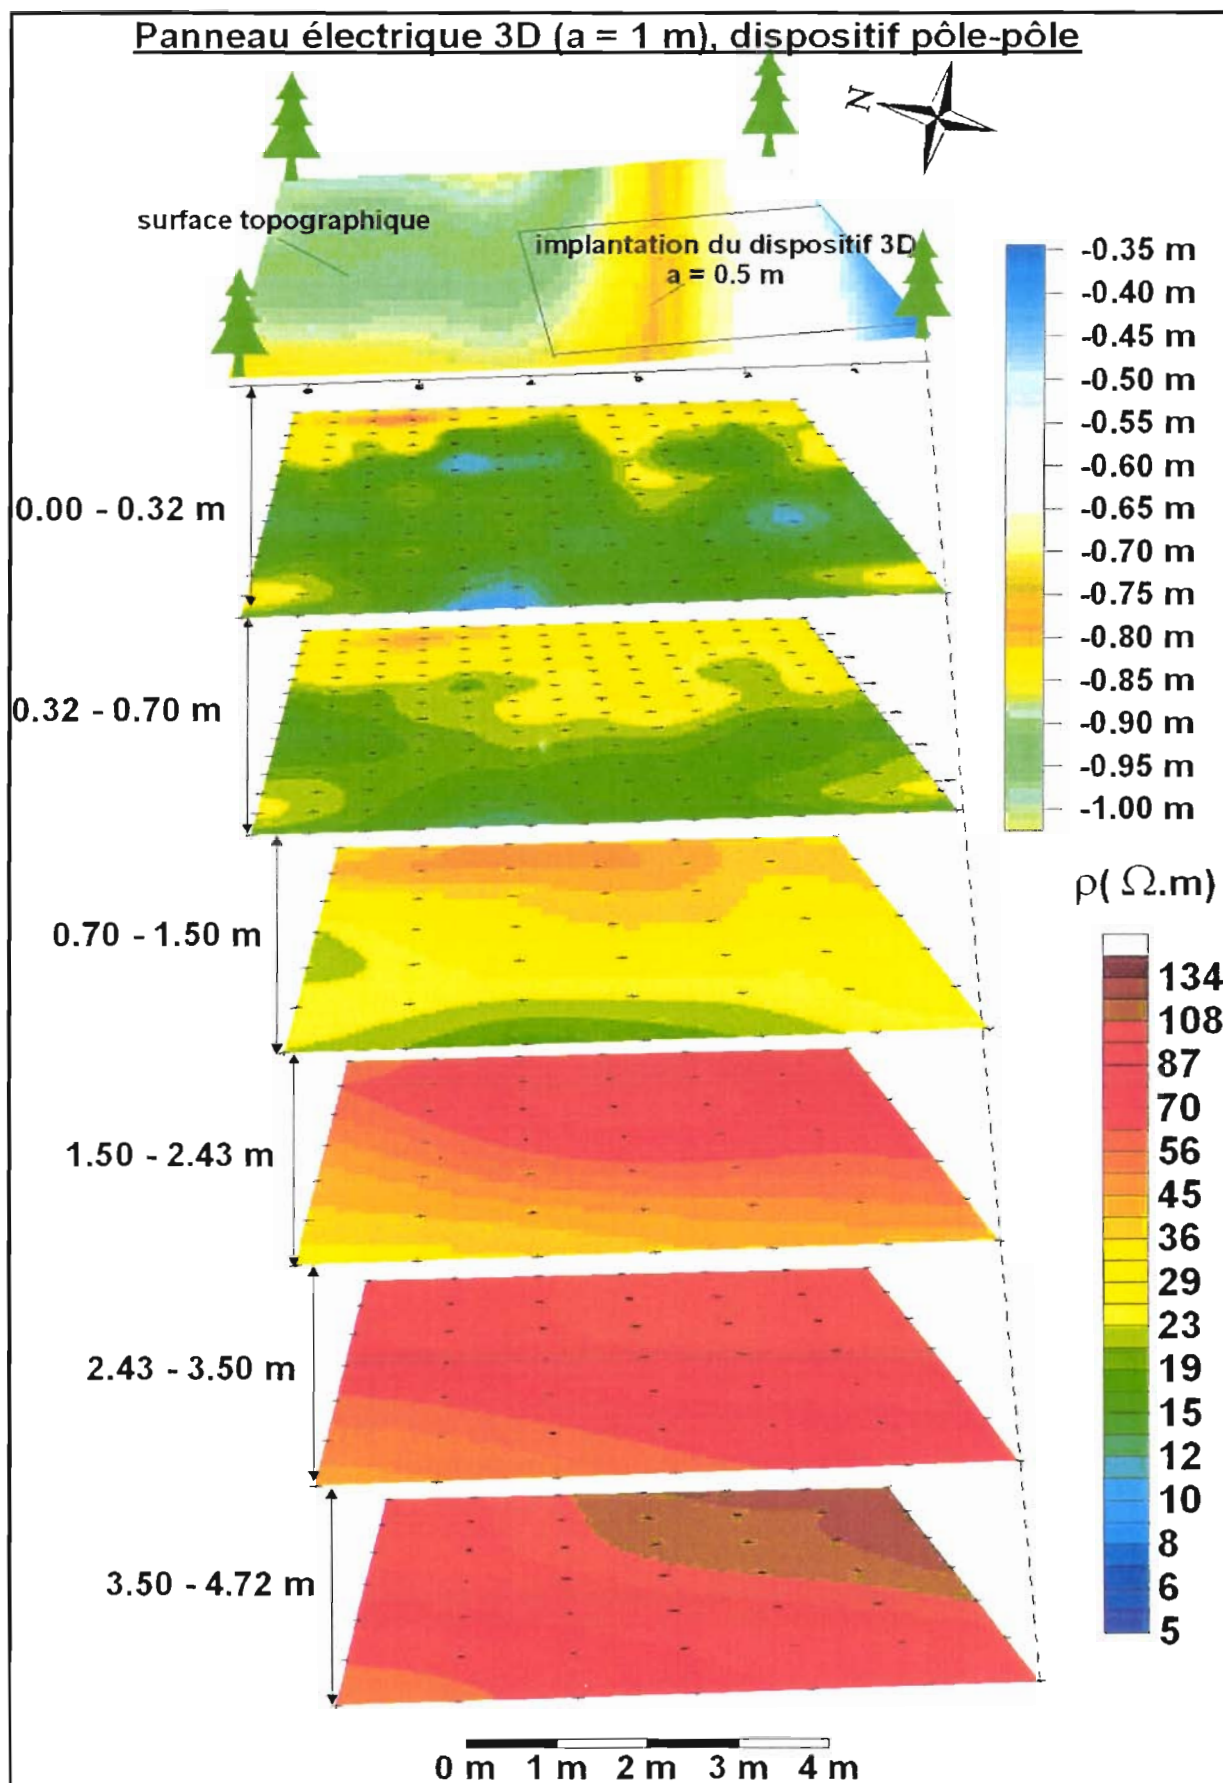 Panneau électrique 3D (a = 1 m), dispositif pôle-pôle
N
surface topographique
implantation du dispositif 3D
a = 0.5 m
-0.35 m
-0.40 m
-0.45 m
-0.50 m
-0.55 m
-0.60 m
-0.65 m
-0.70 m
-0.75 m
-0.80 m
-0.85 m
-0.90 m
-0.95 m
-1.00 m
0.00 - 0.32 m
0.32 - 0.70 m
0.70 - 1.50 m
1.50 - 2.43 m
2.43 - 3.50 m
3.50 - 4.72 m
ρ( Ω.m)
134
108
87
70
56
45
36
29
23
19
15
12
10
8
6
5
0 m 1 m 2 m 3 m 4 m